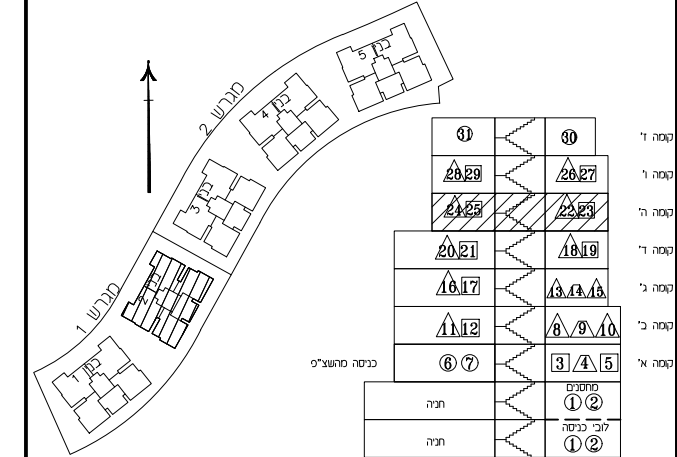 מגרש 2
בנין 5
בנין 4
בנין 3
מגרש 1
בנין 2
בנין 1
31 30 קומה ז'
28 29 26 27 קומה ו'
24 25 22 23 קומה ה'
20 21 18 19 קומה ד'
16 17 13 14 15 קומה ג'
11 12 8 9 10 קומה ב'
כניסה מהשצ"פ 6 7 3 4 5 קומה א'
מחסנים
חניה 1 2
לובי כניסה
חניה 1 2